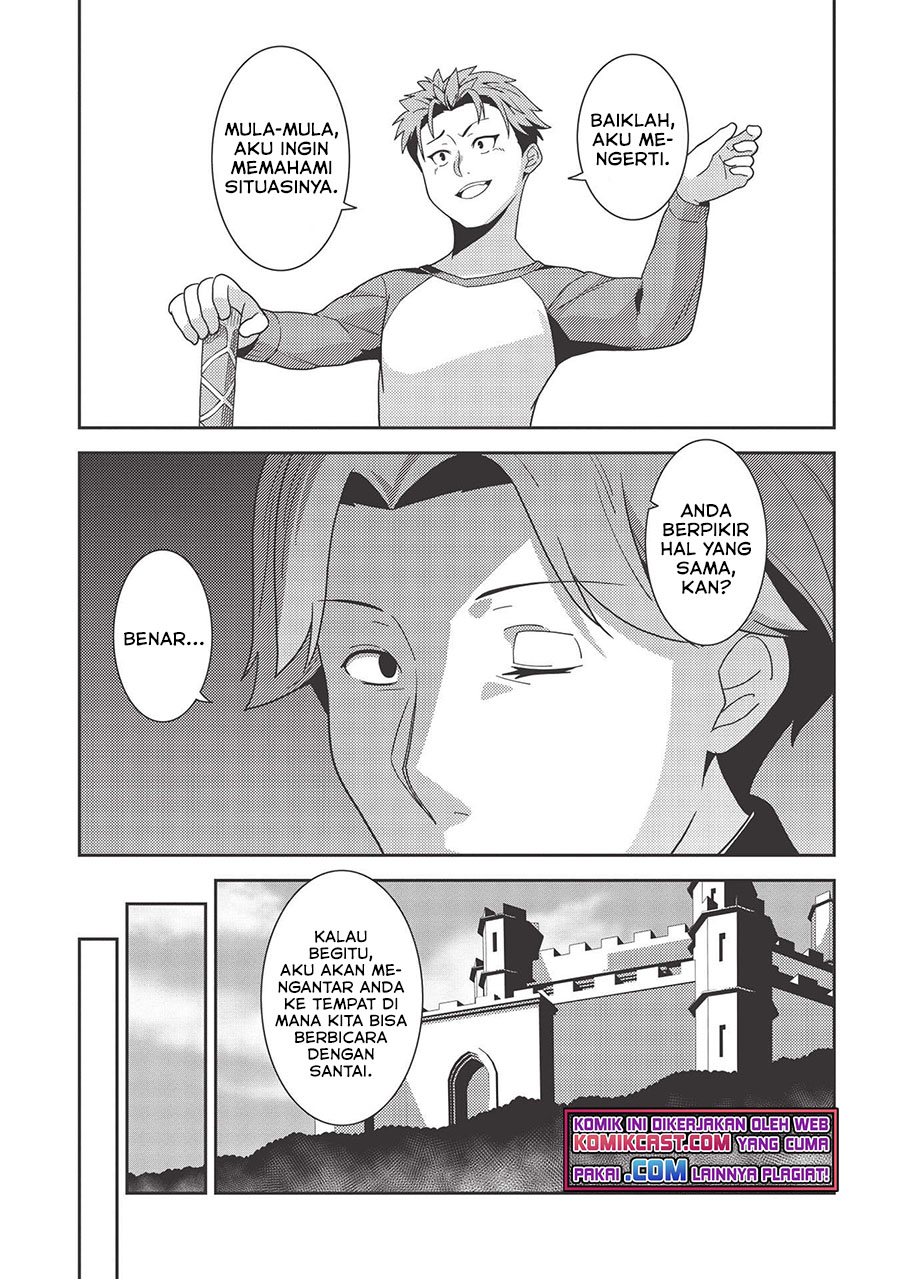 BAIKLAH,
AKU ME-
NGERTI.
MULA-MULA,
AKU INGIN
MEMAHAMI
SITUASINYA.
ANDA
BERPIKIR
HAL YANG
SAMA,
KAN?
BENAR...
KALAU
BEGITU,
AKU AKAN ME-
NGANTAR ANDA
KE TEMPAT DI
MANA KITA BISA
BERBICARA
DENGAN
SANTAI.
KOMIK INI DIKERJAKAN OLEH WEB
KOMIKCAST.COM YANG CUMA
PAKAI .COM LAINNYA PLAGIAT!